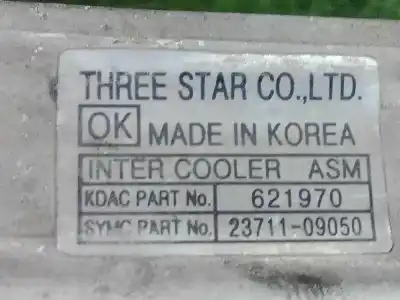 THREE STAR CO.,LTD.
OK MADE IN KOREA
INTER COOLER ASM
KDAC PART No. 621970
SYMC PART No. 23711-09050